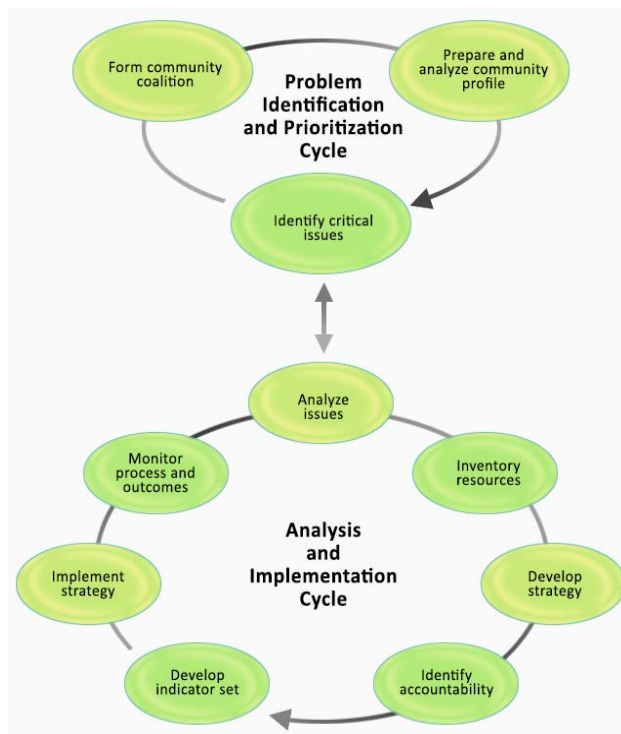 Form community
coalition
Prepare and
analyze community
profile
Problem
Identification
and Prioritization
Cycle
Identify critical
issues
Analyze
issues
Monitor
process and
outcomes
Inventory
resources
Analysis
and
Implementation
Cycle
Implement
strategy
Develop
strategy
Develop
indicator set
Identify
accountability